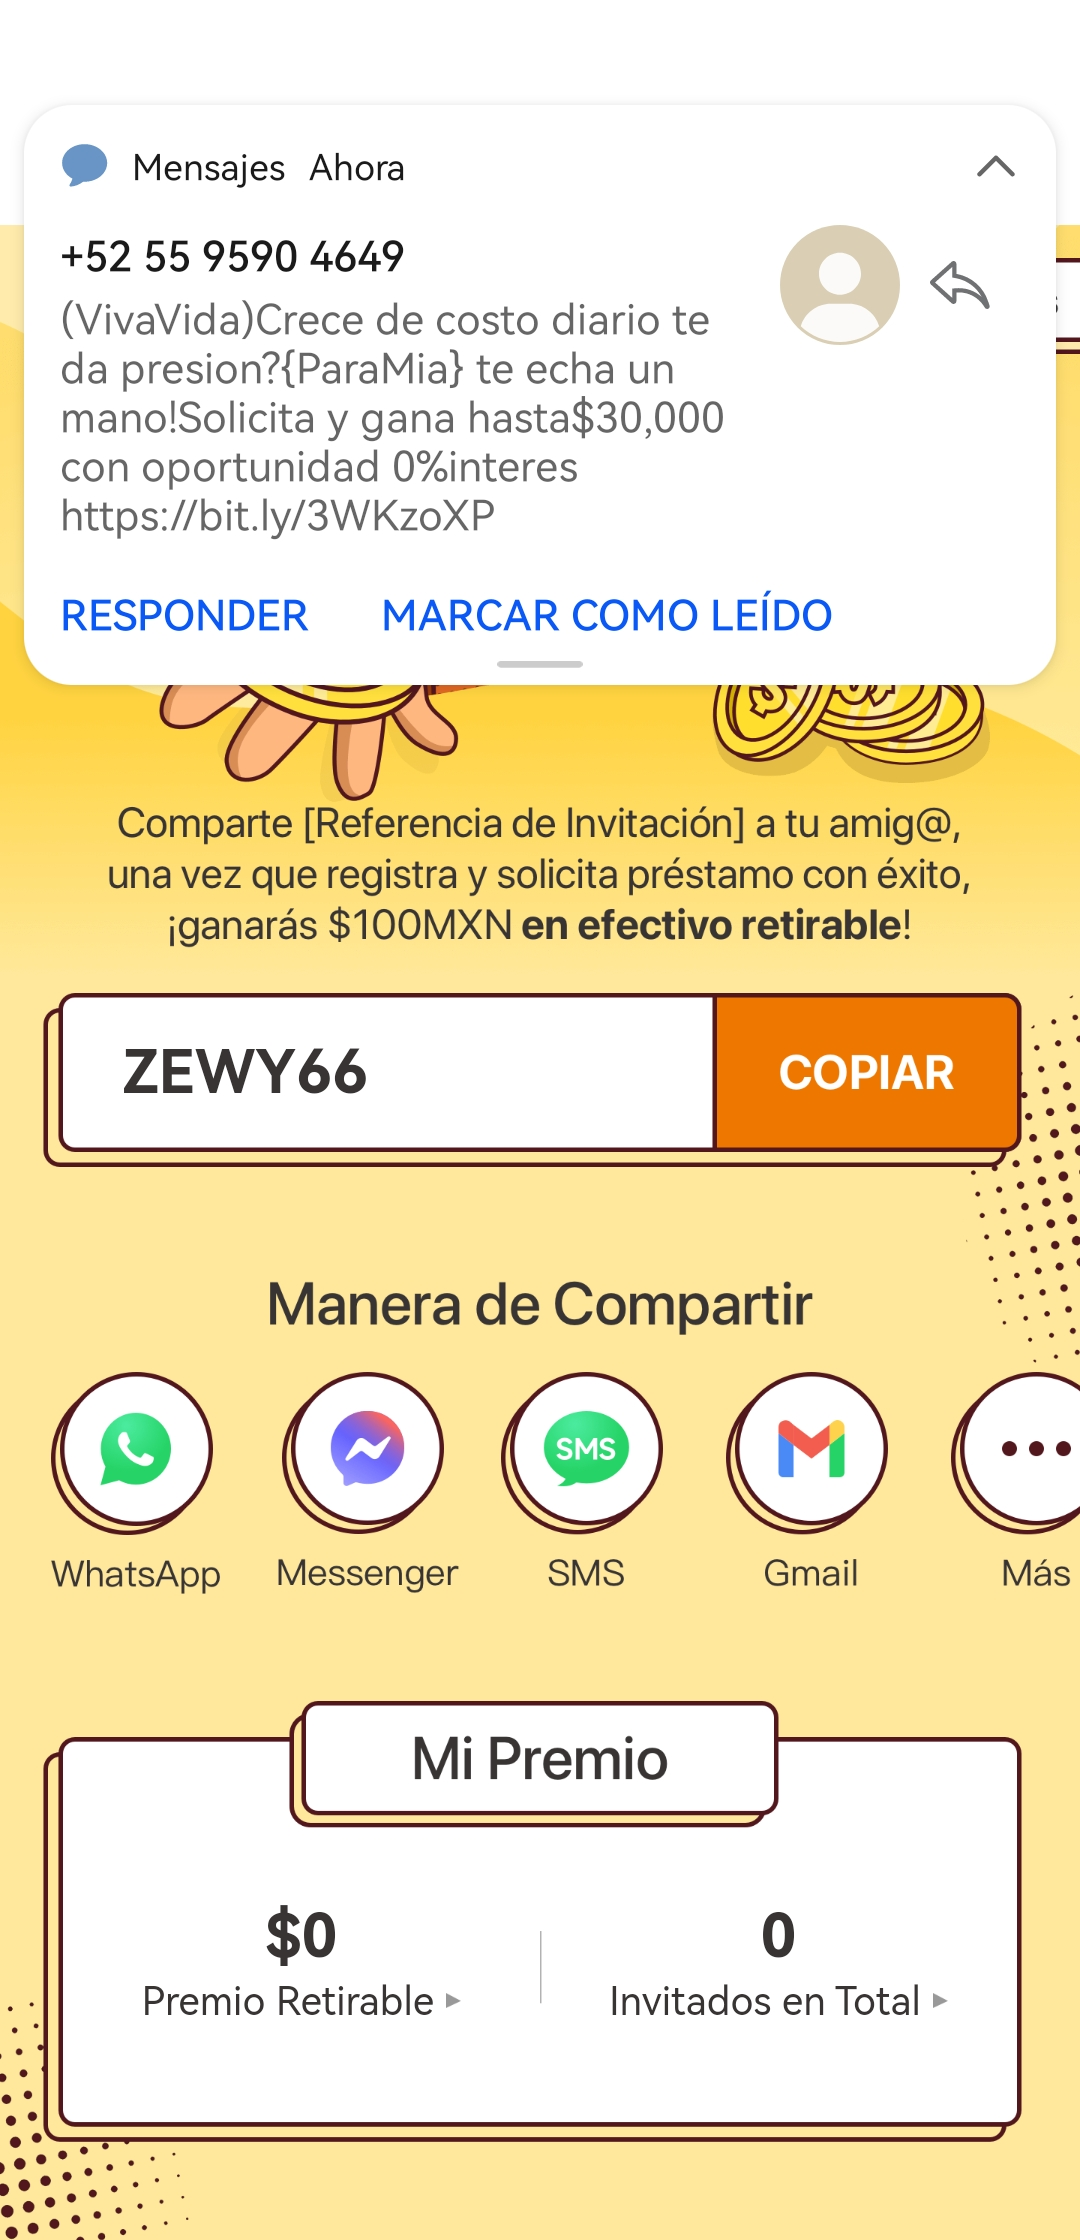 Mensajes Ahora
+52 55 9590 4649
(VivaVida)Crece de costo diario te
da presion?{ParaMia} te echa un
mano!Solicita y gana hasta$30,000
con oportunidad 0%interes
https://bit.ly/3WKzoXP
RESPONDER MARCAR COMO LEÍDO
Comparte [Referencia de Invitación] a tu amig@,
una vez que registra y solicita préstamo con éxito,
¡ganarás $100MXN en efectivo retirable!
ZEWY66 COPIAR
Manera de Compartir
SMS
WhatsApp Messenger SMS Gmail Más
Mi Premio
$0 0
Premio Retirable Invitados en Total